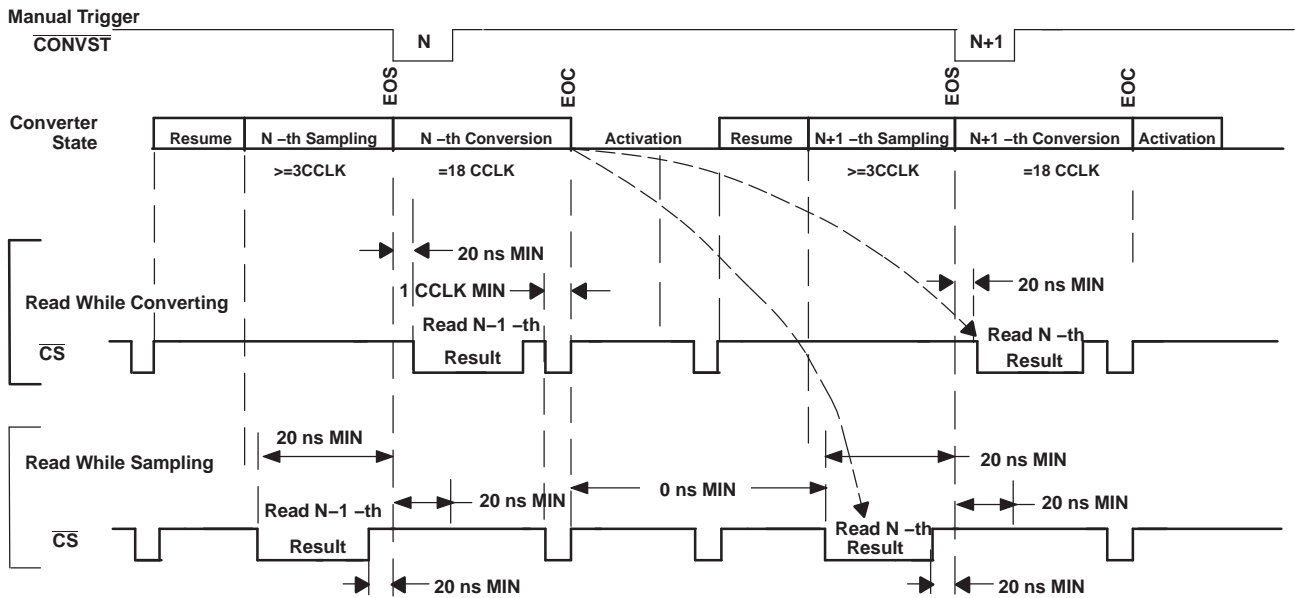 Manual Trigger
CONVST
N
N+1
EOS
EOC
EOS
EOC
Converter
State
Resume
N –th Sampling
N –th Conversion
Activation
Resume
N+1 –th Sampling
N+1 –th Conversion
Activation
>=3CCLK
=18 CCLK
>=3CCLK
=18 CCLK
20 ns MIN
20 ns MIN
1 CCLK MIN
Read While Converting
Read N–1 –th
Result
Read N –th
Result
CS
20 ns MIN
Read While Sampling
20 ns MIN
0 ns MIN
20 ns MIN
20 ns MIN
Read N–1 –th
Result
Read N –th
Result
CS
20 ns MIN
20 ns MIN